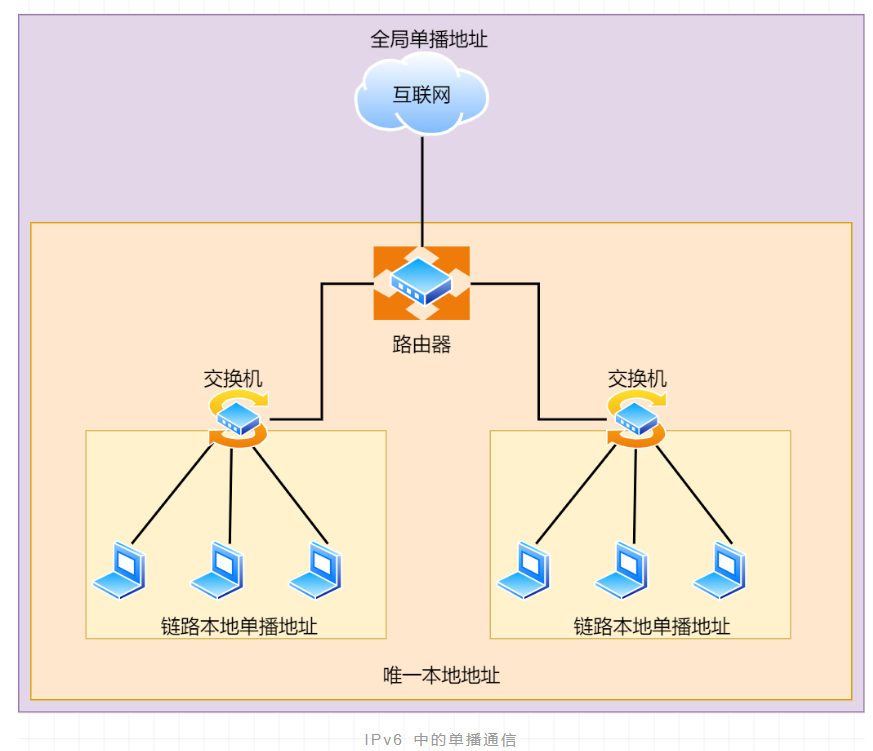 全局单播地址
互联网
路由器
交换机
交换机
链路本地单播地址
链路本地单播地址
唯一本地地址
IPv6 中的单播通信